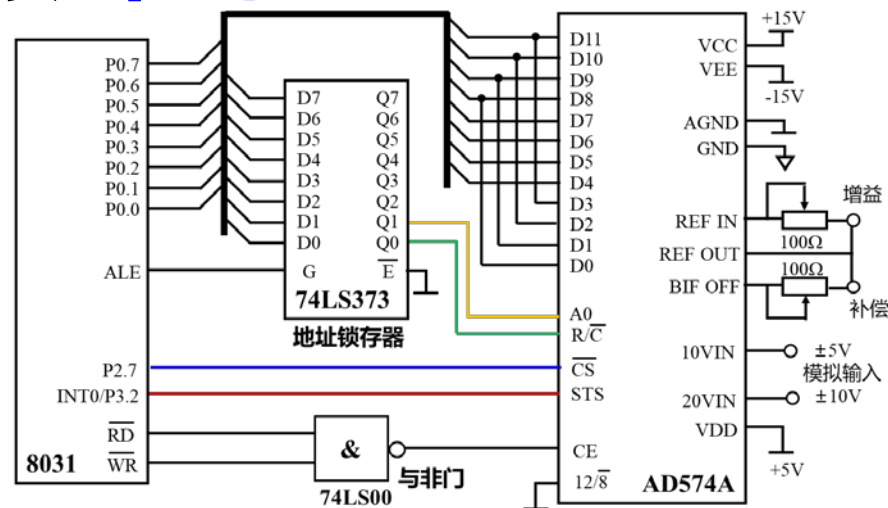 P0.7
P0.6
P0.5
P0.4
P0.3
P0.2
P0.1
P0.0
ALE
P2.7
INT0/P3.2
RD
WR
8031
D7 Q7
D6 Q6
D5 Q5
D4 Q4
D3 Q3
D2 Q2
D1 Q1
D0 Q0
G E
74LS373
地址锁存器
&
与非门
74LS00
D11
D10
D9
D8
D7
D6
D5
D4
D3
D2
D1
D0
A0
R/C
CS
STS
CE
12/8
AD574A
VCC
VEE
AGND
GND
REF IN
REF OUT
BIF OFF
10VIN
20VIN
VDD
+15V
-15V
增益
100Ω
100Ω
补偿
±5V
模拟输入
±10V
+5V